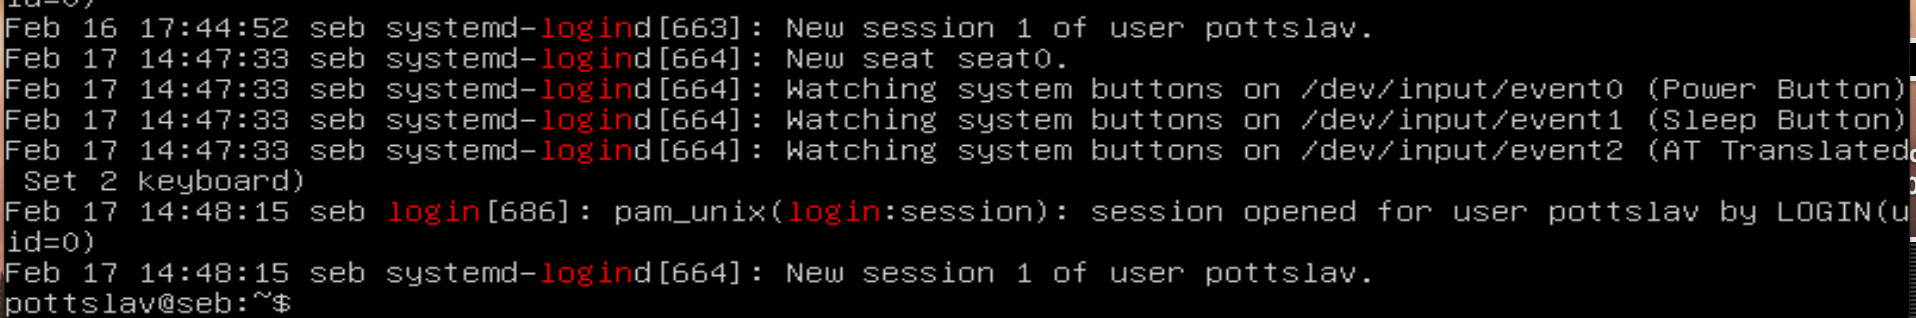 id=0)
Feb 16 17:44:52 seb systemd-logind[663]: New session 1 of user pottslav.
Feb 17 14:47:33 seb systemd-logind[664]: New seat seat0.
Feb 17 14:47:33 seb systemd-logind[664]: Watching system buttons on /dev/input/event0 (Power Button)
Feb 17 14:47:33 seb systemd-logind[664]: Watching system buttons on /dev/input/event1 (Sleep Button)
Feb 17 14:47:33 seb systemd-logind[664]: Watching system buttons on /dev/input/event2 (AT Translated
 Set 2 keyboard)
Feb 17 14:48:15 seb login[686]: pam_unix(login:session): session opened for user pottslav by LOGIN(u
id=0)
Feb 17 14:48:15 seb systemd-logind[664]: New session 1 of user pottslav.
pottslav@seb:~$